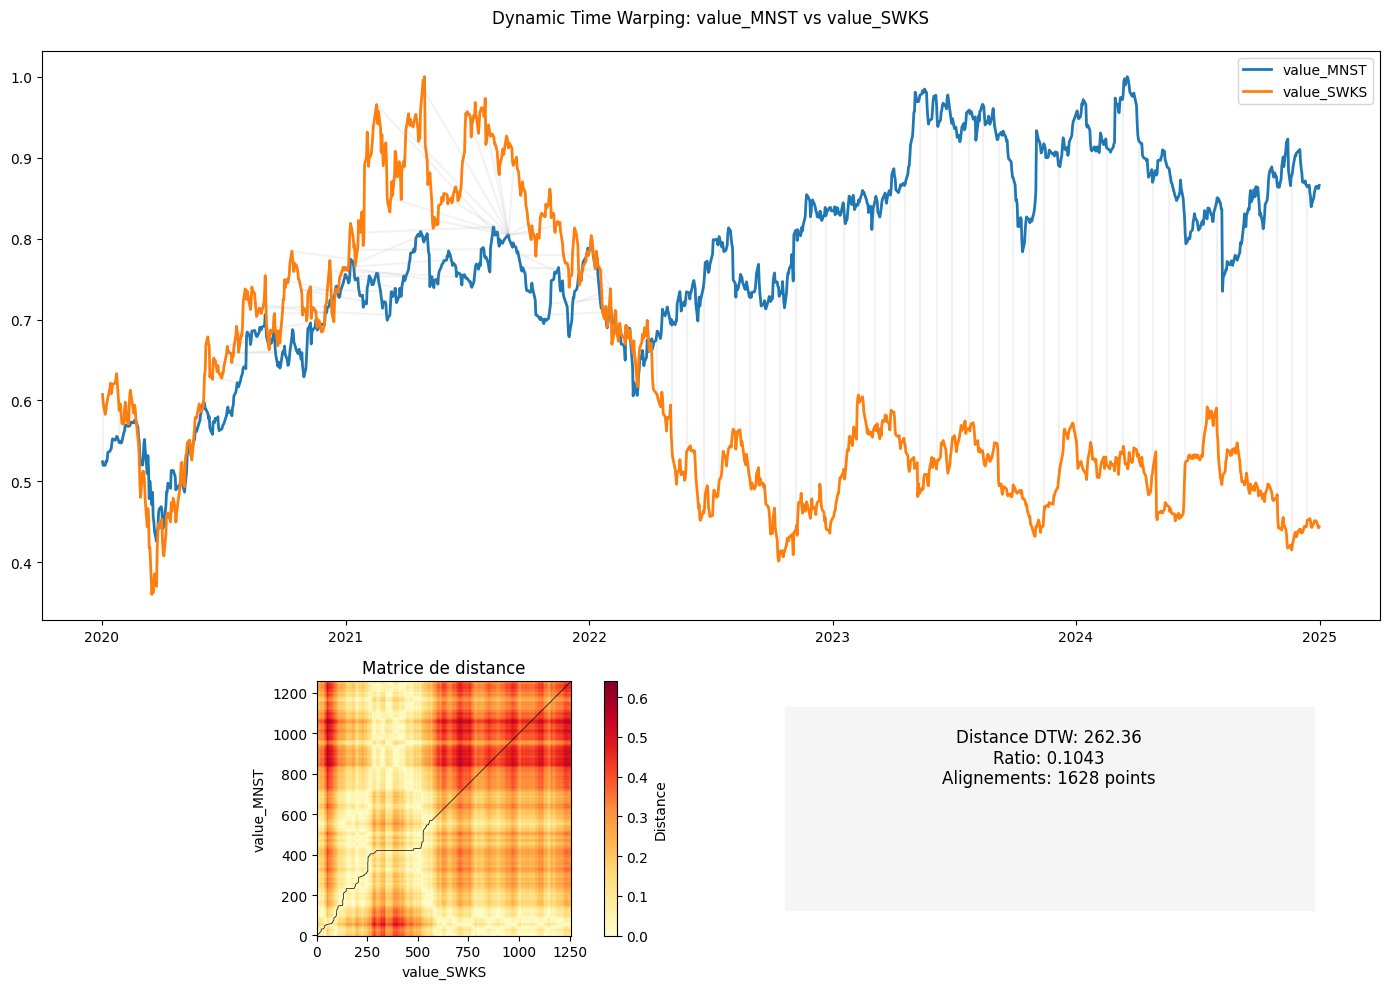 Dynamic Time Warping: value_MNST vs value_SWKS
value_MNST
value_SWKS
1.0
0.9
0.8
0.7
0.6
0.5
0.4
2020 2021 2022 2023 2024 2025
Matrice de distance
1200
1000
800
600
400
200
0
value_MNST
0 250 500 750 1000 1250
value_SWKS
0.6
0.5
0.4
0.3
0.2
0.1
0.0
Distance
Distance DTW: 262.36
Ratio: 0.1043
Alignements: 1628 points